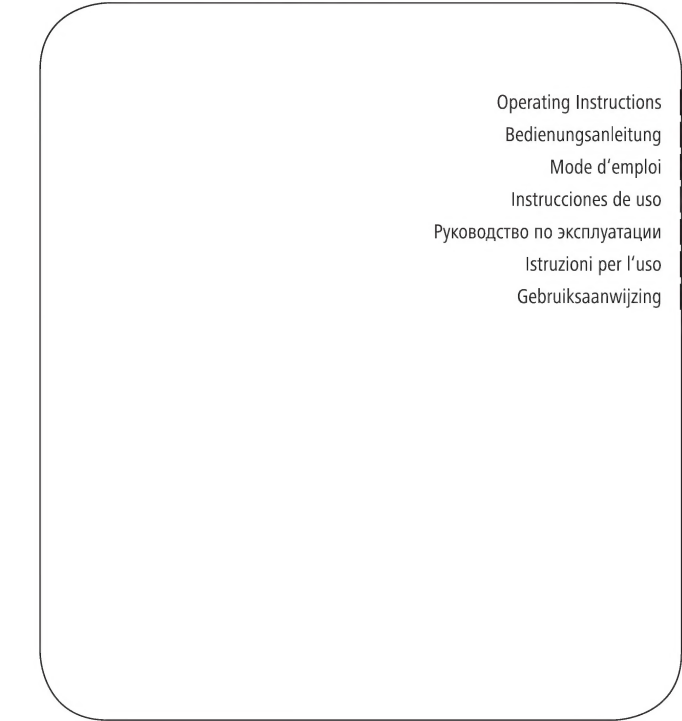 Operating Instructions
Bedienungsanleitung
Mode d‘emploi
Instrucciones de uso
Руководство по эксплуатации
Istruzioni per l‘uso
Gebruiksaanwijzing